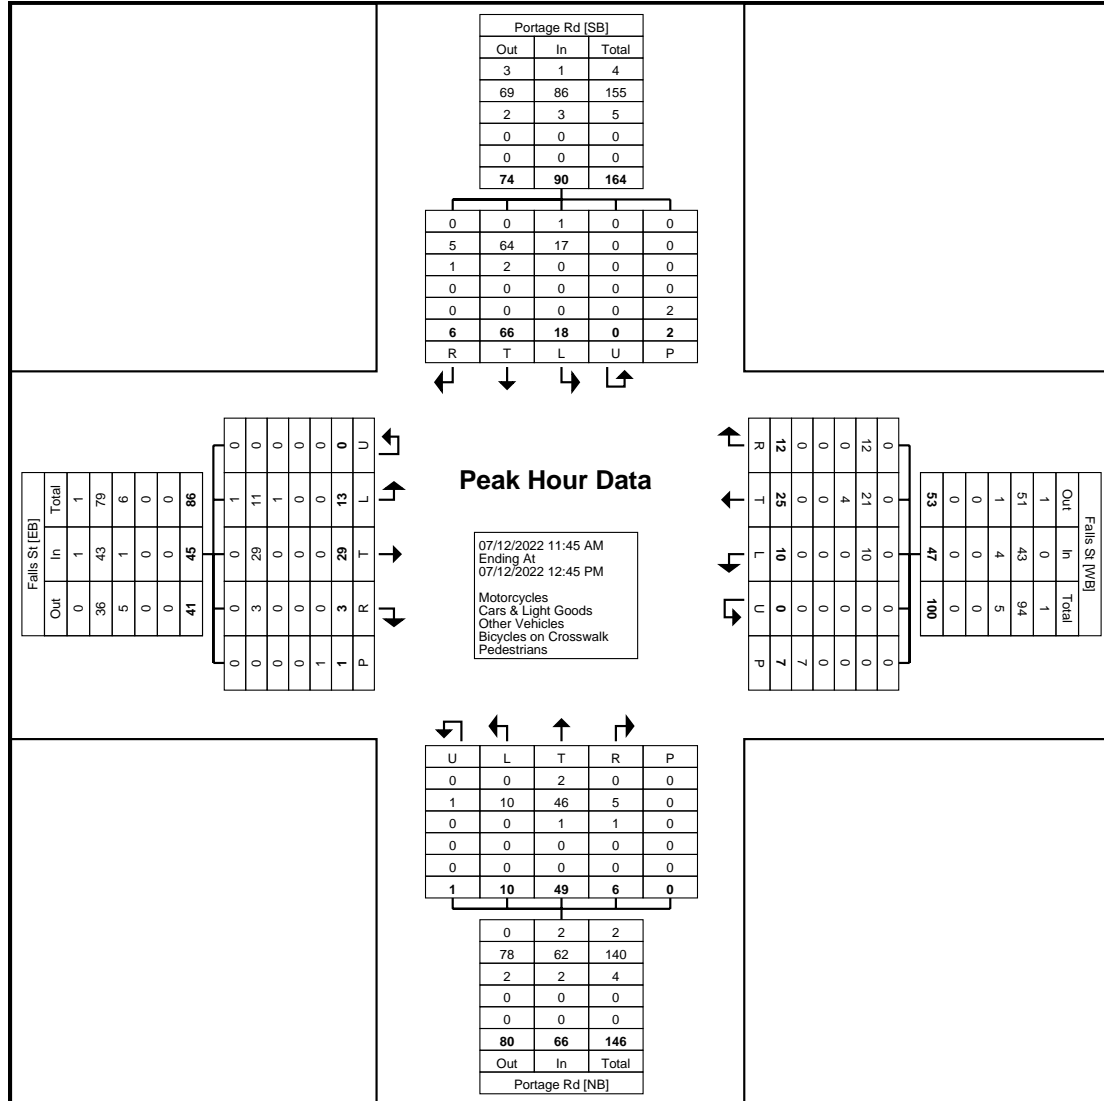 Portage Rd [SB]
Out In Total
3 1 4
69 86 155
2 3 5
0 0 0
0 0 0
74 90 164
0 0 1 0 0
5 64 17 0 0
1 2 0 0 0
0 0 0 0 0
0 0 0 0 2
6 66 18 0 2
R T L U P
Falls St [EB]
Total 1 79 6 0 0 86
In 1 43 1 0 0 45
Out 0 36 5 0 0 41
0 0 0 0 0 0 U
1 11 1 0 0 13 L
0 29 0 0 0 29 T
0 3 0 0 0 3 R
0 0 0 0 1 1 P
Peak Hour Data
07/12/2022 11:45 AM
Ending At
07/12/2022 12:45 PM
Motorcycles
Cars & Light Goods
Other Vehicles
Bicycles on Crosswalk
Pedestrians
R 12 0 0 0 12 0
T 25 0 0 4 21 0
L 10 0 0 0 10 0
U 0 0 0 0 0 0
P 7 7 0 0 0 0
Falls St [WB]
53 0 0 1 51 1 Out
47 0 0 4 43 0 In
100 0 0 5 94 1 Total
U L T R P
0 0 2 0 0
1 10 46 5 0
0 0 1 1 0
0 0 0 0 0
0 0 0 0 0
1 10 49 6 0
0 2 2
78 62 140
2 2 4
0 0 0
0 0 0
80 66 146
Out In Total
Portage Rd [NB]